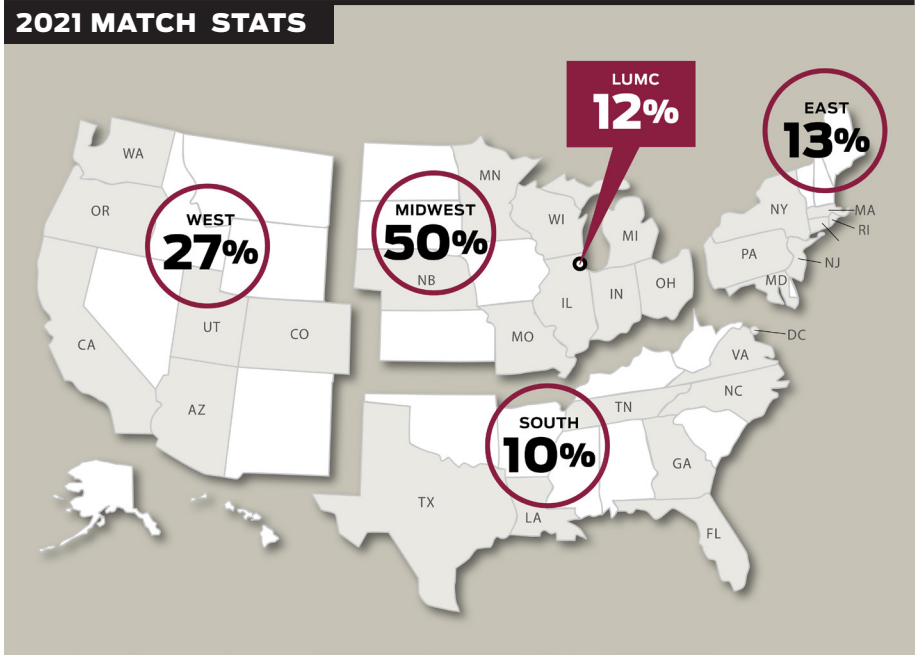 2021 MATCH STATS
LUMC
12%
EAST
13%
WA
MN
OR
WEST
27%
MIDWEST
50%
WI
MI
NY
MA
RI
PA
NJ
MD
NB
OH
IN
IL
UT
CO
CA
MO
DC
VA
NC
AZ
TN
SOUTH
10%
GA
TX
LA
FL